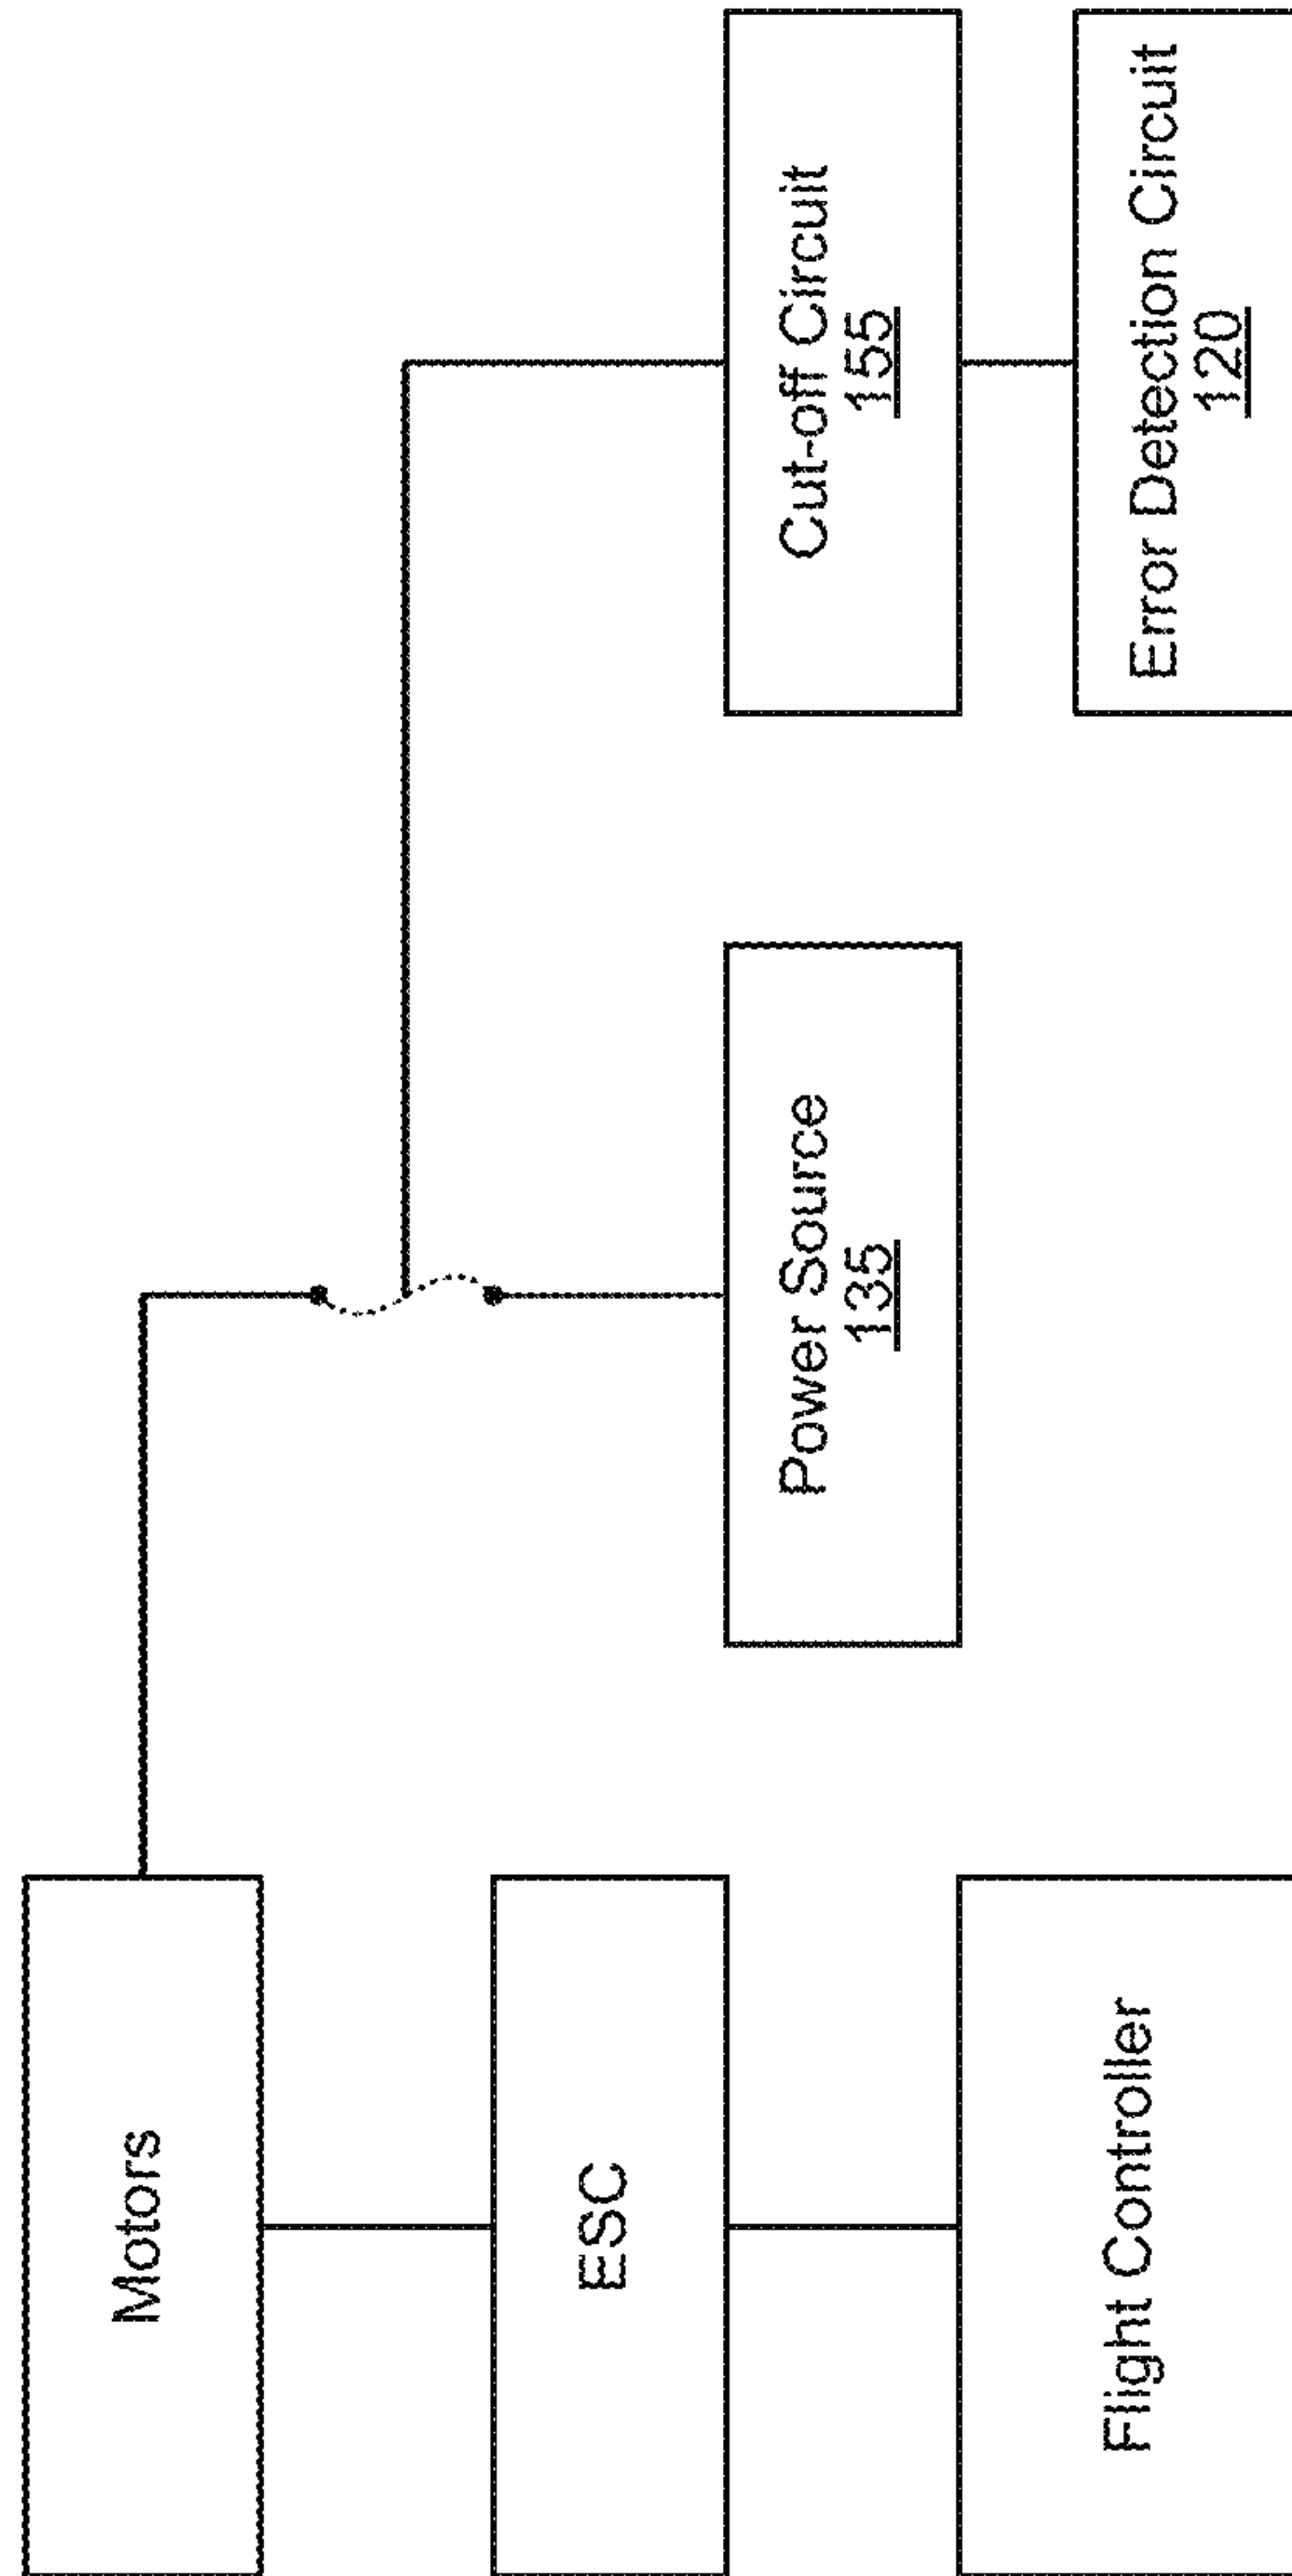 Motors
ESC
Flight Controller
Power Source
135
Cut-off Circuit
155
Error Detection Circuit
120